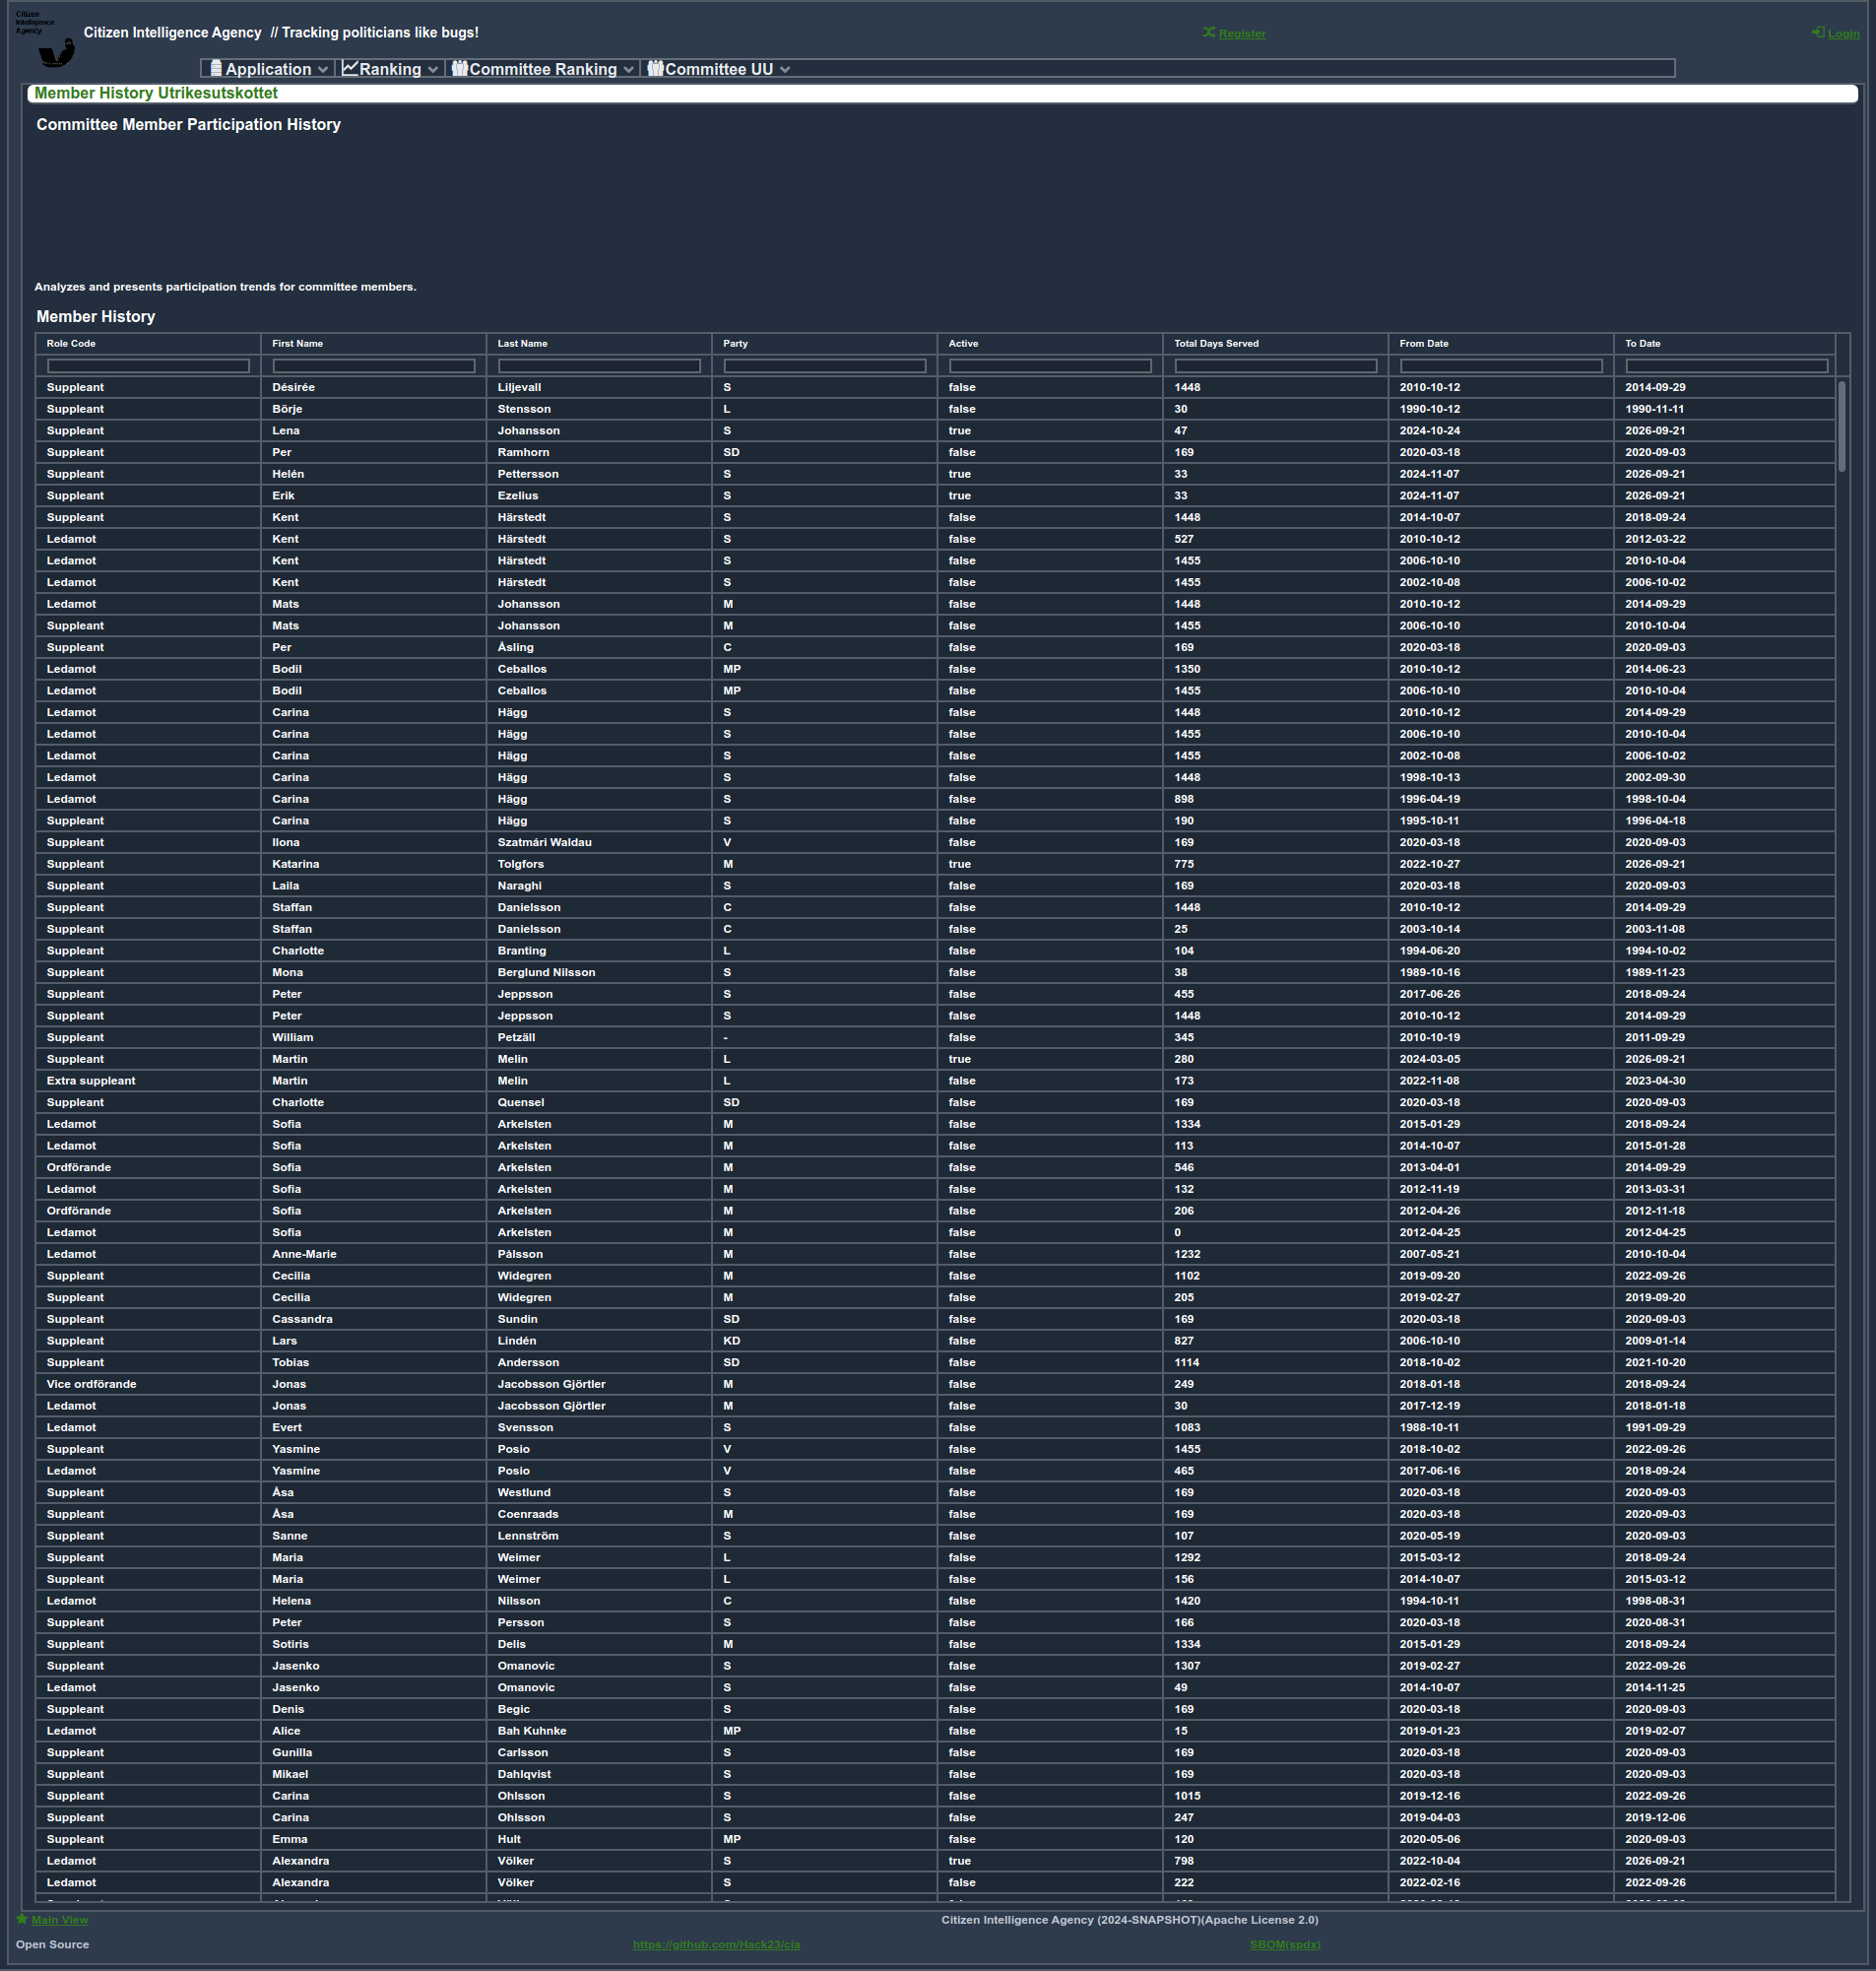 Citizen
Intelligence
Agency
Citizen Intelligence Agency // Tracking politicians like bugs!
Register
Login
Application Ranking Committee Ranking Committee UU
Member History Utrikesutskottet
Committee Member Participation History
Analyzes and presents participation trends for committee members.
Member History
Role Code First Name Last Name Party Active Total Days Served From Date To Date
Suppleant Désirée Liljevall S false 1448 2010-10-12 2014-09-29
Suppleant Börje Stensson L false 30 1990-10-12 1990-11-11
Suppleant Lena Johansson S true 47 2024-10-24 2026-09-21
Suppleant Per Ramhorn SD false 169 2020-03-18 2020-09-03
Suppleant Helén Pettersson S true 33 2024-11-07 2026-09-21
Suppleant Erik Ezelius S true 33 2024-11-07 2026-09-21
Suppleant Kent Härstedt S false 1448 2014-10-07 2018-09-24
Ledamot Kent Härstedt S false 527 2010-10-12 2012-03-22
Ledamot Kent Härstedt S false 1455 2006-10-10 2010-10-04
Ledamot Kent Härstedt S false 1455 2002-10-08 2006-10-02
Ledamot Mats Johansson M false 1448 2010-10-12 2014-09-29
Suppleant Mats Johansson M false 1455 2006-10-10 2010-10-04
Suppleant Per Åsling C false 169 2020-03-18 2020-09-03
Ledamot Bodil Ceballos MP false 1350 2010-10-12 2014-06-23
Ledamot Bodil Ceballos MP false 1455 2006-10-10 2010-10-04
Ledamot Carina Hägg S false 1448 2010-10-12 2014-09-29
Ledamot Carina Hägg S false 1455 2006-10-10 2010-10-04
Ledamot Carina Hägg S false 1455 2002-10-08 2006-10-02
Ledamot Carina Hägg S false 1448 1998-10-13 2002-09-30
Ledamot Carina Hägg S false 898 1996-04-19 1998-10-04
Suppleant Carina Hägg S false 190 1995-10-11 1996-04-18
Suppleant Ilona Szatmári Waldau V false 169 2020-03-18 2020-09-03
Suppleant Katarina Tolgfors M true 775 2022-10-27 2026-09-21
Suppleant Laila Naraghi S false 169 2020-03-18 2020-09-03
Suppleant Staffan Danielsson C false 1448 2010-10-12 2014-09-29
Suppleant Staffan Danielsson C false 25 2003-10-14 2003-11-08
Suppleant Charlotte Branting L false 104 1994-06-20 1994-10-02
Suppleant Mona Berglund Nilsson S false 38 1989-10-16 1989-11-23
Suppleant Peter Jeppsson S false 455 2017-06-26 2018-09-24
Suppleant Peter Jeppsson S false 1448 2010-10-12 2014-09-29
Suppleant William Petzäll - false 345 2010-10-19 2011-09-29
Suppleant Martin Melin L true 280 2024-03-05 2026-09-21
Extra suppleant Martin Melin L false 173 2022-11-08 2023-04-30
Suppleant Charlotte Quensel SD false 169 2020-03-18 2020-09-03
Ledamot Sofia Arkelsten M false 1334 2015-01-29 2018-09-24
Ledamot Sofia Arkelsten M false 113 2014-10-07 2015-01-28
Ordförande Sofia Arkelsten M false 546 2013-04-01 2014-09-29
Ledamot Sofia Arkelsten M false 132 2012-11-19 2013-03-31
Ordförande Sofia Arkelsten M false 206 2012-04-26 2012-11-18
Ledamot Sofia Arkelsten M false 0 2012-04-25 2012-04-25
Ledamot Anne-Marie Pålsson M false 1232 2007-05-21 2010-10-04
Suppleant Cecilia Widegren M false 1102 2019-09-20 2022-09-26
Suppleant Cecilia Widegren M false 205 2019-02-27 2019-09-20
Suppleant Cassandra Sundin SD false 169 2020-03-18 2020-09-03
Suppleant Lars Lindén KD false 827 2006-10-10 2009-01-14
Suppleant Tobias Andersson SD false 1114 2018-10-02 2021-10-20
Vice ordförande Jonas Jacobsson Gjörtler M false 249 2018-01-18 2018-09-24
Ledamot Jonas Jacobsson Gjörtler M false 30 2017-12-19 2018-01-18
Ledamot Evert Svensson S false 1083 1988-10-11 1991-09-29
Suppleant Yasmine Posio V false 1455 2018-10-02 2022-09-26
Ledamot Yasmine Posio V false 465 2017-06-16 2018-09-24
Suppleant Åsa Westlund S false 169 2020-03-18 2020-09-03
Suppleant Åsa Coenraads M false 169 2020-03-18 2020-09-03
Suppleant Sanne Lennström S false 107 2020-05-19 2020-09-03
Suppleant Maria Weimer L false 1292 2015-03-12 2018-09-24
Suppleant Maria Weimer L false 156 2014-10-07 2015-03-12
Ledamot Helena Nilsson C false 1420 1994-10-11 1998-08-31
Suppleant Peter Persson S false 166 2020-03-18 2020-08-31
Suppleant Sotiris Delis M false 1334 2015-01-29 2018-09-24
Suppleant Jasenko Omanovic S false 1307 2019-02-27 2022-09-26
Ledamot Jasenko Omanovic S false 49 2014-10-07 2014-11-25
Suppleant Denis Begic S false 169 2020-03-18 2020-09-03
Ledamot Alice Bah Kuhnke MP false 15 2019-01-23 2019-02-07
Suppleant Gunilla Carlsson S false 169 2020-03-18 2020-09-03
Suppleant Mikael Dahlqvist S false 169 2020-03-18 2020-09-03
Suppleant Carina Ohlsson S false 1015 2019-12-16 2022-09-26
Suppleant Carina Ohlsson S false 247 2019-04-03 2019-12-06
Suppleant Emma Hult MP false 120 2020-05-06 2020-09-03
Ledamot Alexandra Völker S true 798 2022-10-04 2026-09-21
Ledamot Alexandra Völker S false 222 2022-02-16 2022-09-26
Main View
Citizen Intelligence Agency (2024-SNAPSHOT)(Apache License 2.0)
Open Source
https://github.com/Hack23/cia
SBOM(spdx)